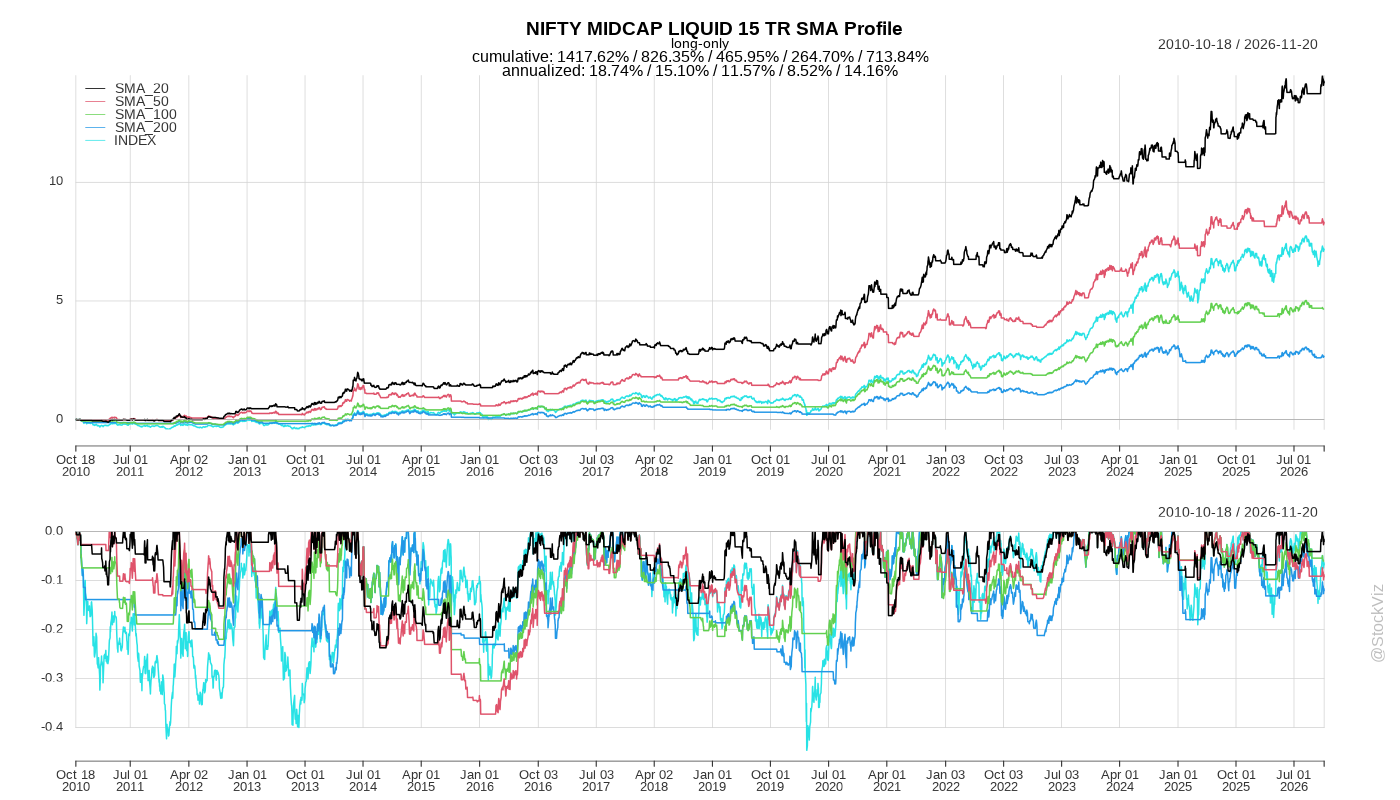 NIFTY MIDCAP LIQUID 15 TR SMA Profile
long-only
cumulative: 1417.62% / 826.35% / 465.95% / 264.70% / 713.84%
annualized: 18.74% / 15.10% / 11.57% / 8.52% / 14.16%
2010-10-18 / 2026-11-20
SMA_20
SMA_50
SMA_100
SMA_200
INDEX
10
5
0
Oct 18 Jul 01 Apr 02 Jan 01 Oct 01 Jul 01 Apr 01 Jan 01 Oct 03 Jul 03 Apr 02 Jan 01 Oct 01 Jul 01 Apr 01 Jan 03 Oct 03 Jul 03 Apr 01 Jan 01 Oct 01 Jul 01
2010 2011 2012 2013 2013 2014 2015 2016 2016 2017 2018 2019 2019 2020 2021 2022 2022 2023 2024 2025 2025 2026
2010-10-18 / 2026-11-20
0.0
-0.1
-0.2
-0.3
-0.4
Oct 18 Jul 01 Apr 02 Jan 01 Oct 01 Jul 01 Apr 01 Jan 01 Oct 03 Jul 03 Apr 02 Jan 01 Oct 01 Jul 01 Apr 01 Jan 03 Oct 03 Jul 03 Apr 01 Jan 01 Oct 01 Jul 01
2010 2011 2012 2013 2013 2014 2015 2016 2016 2017 2018 2019 2019 2020 2021 2022 2022 2023 2024 2025 2025 2026
@StockViz